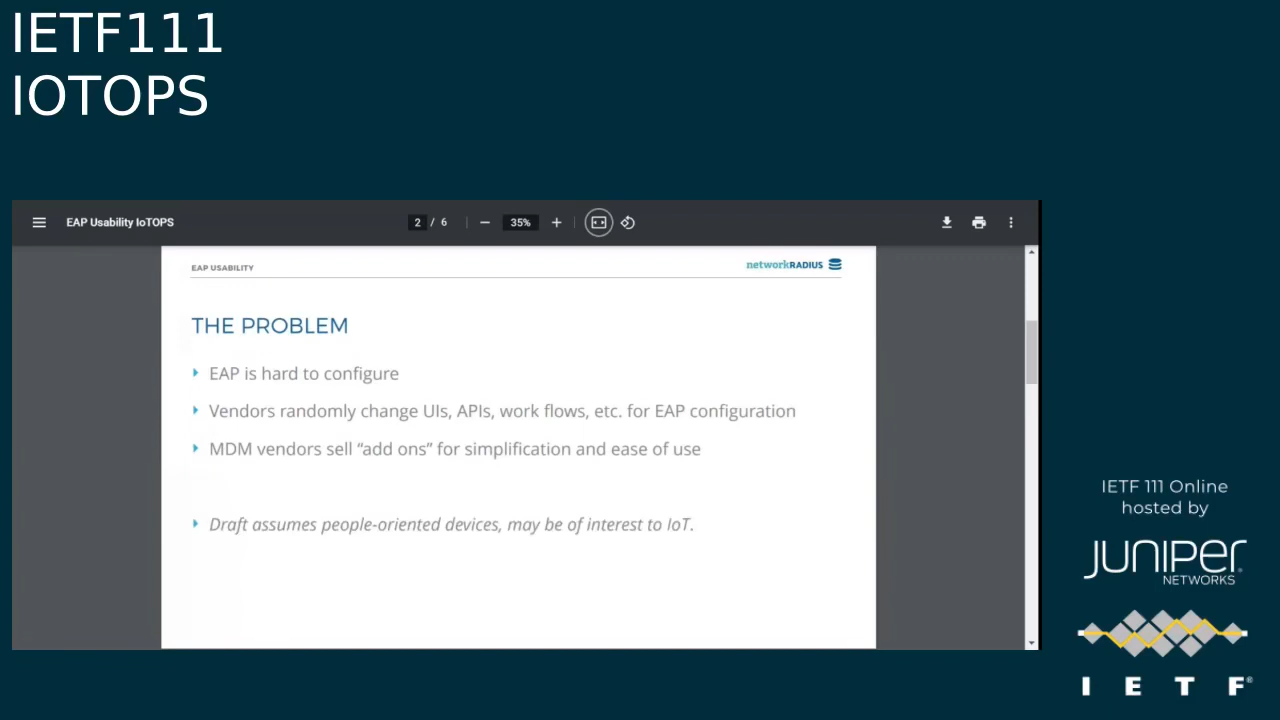 IETF111
IOTOPS
EAP Usability IoTOPS
2 / 6
35%
EAP USABILITY
networkRADIUS
THE PROBLEM
EAP is hard to configure
Vendors randomly change UIs, APIs, work flows, etc. for EAP configuration
MDM vendors sell “add ons” for simplification and ease of use
Draft assumes people-oriented devices, may be of interest to IoT.
IETF 111 Online
hosted by
JUNIPER
NETWORKS
I E T F®